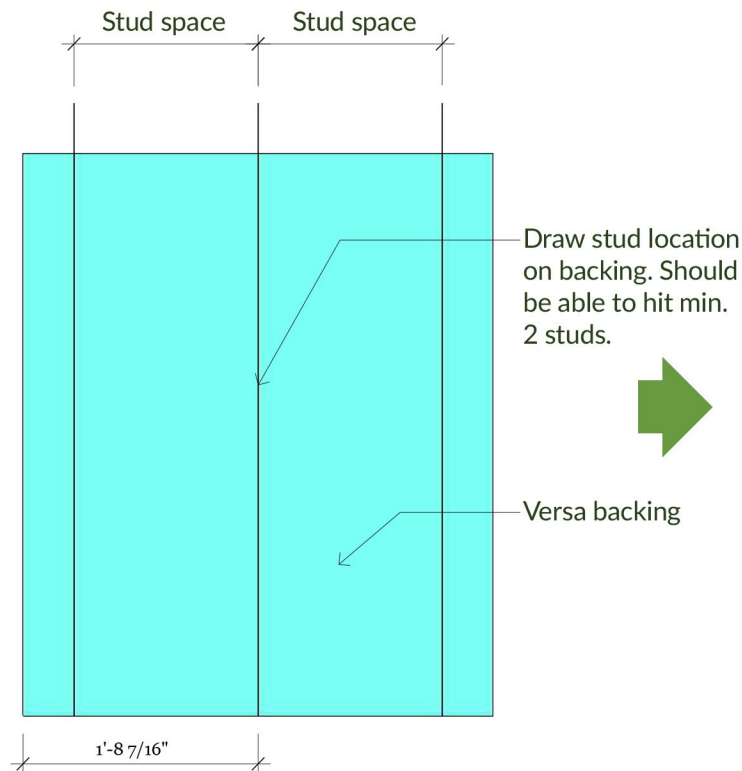 Stud space
Stud space
Draw stud location
on backing. Should
be able to hit min.
2 studs.
Versa backing
1'-8 7/16"